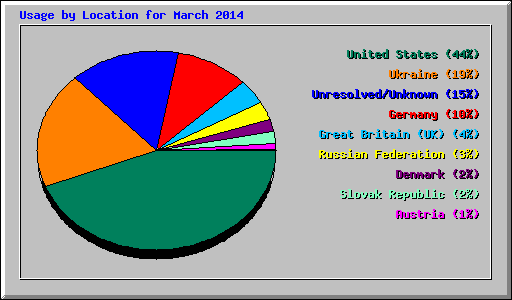 Usage by Location for March 2014
United States (44%)
Ukraine (19%)
Unresolved/Unknown (15%)
Germany (10%)
Great Britain (UK) (4%)
Russian Federation (3%)
Denmark (2%)
Slovak Republic (2%)
Austria (1%)